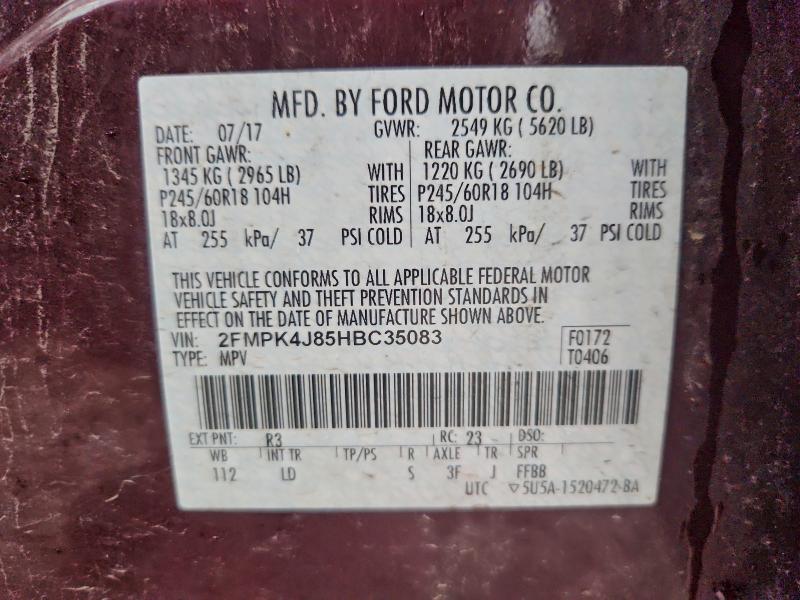 MFD. BY FORD MOTOR CO.
DATE: 07/17 GVWR: 2549 KG ( 5620 LB)
FRONT GAWR: REAR GAWR:
1345 KG ( 2965 LB) WITH 1220 KG ( 2690 LB) WITH
P245/60R18 104H TIRES P245/60R18 104H TIRES
18x8.0J RIMS 18x8.0J RIMS
AT 255 kPa/ 37 PSI COLD AT 255 kPa/ 37 PSI COLD
THIS VEHICLE CONFORMS TO ALL APPLICABLE FEDERAL MOTOR
VEHICLE SAFETY AND THEFT PREVENTION STANDARDS IN
EFFECT ON THE DATE OF MANUFACTURE SHOWN ABOVE.
VIN: 2FMPK4J85HBC35083 F0172
TYPE: MPV T0406
EXT PNT: R3 RC: 23 DSO:
WB INT TR TP/PS R AXLE TR SPR
112 LD S 3F J FFBB
UTC ▽5U5A-1520472-BA